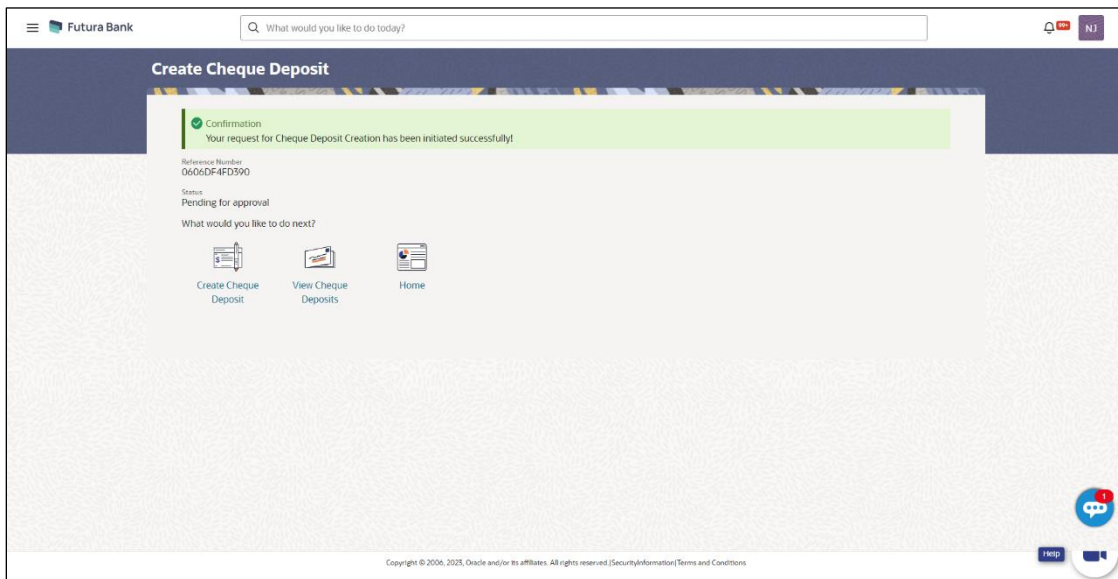 Futura Bank
What would you like to do today?
99+
NJ
Create Cheque Deposit
Confirmation
Your request for Cheque Deposit Creation has been initiated successfully!
Reference Number
0606DF4FD390
Status
Pending for approval
What would you like to do next?
Create Cheque
Deposit
View Cheque
Deposits
Home
1
Help
Copyright © 2006, 2023, Oracle and/or its affiliates. All rights reserved.|SecurityInformation|Terms and Conditions